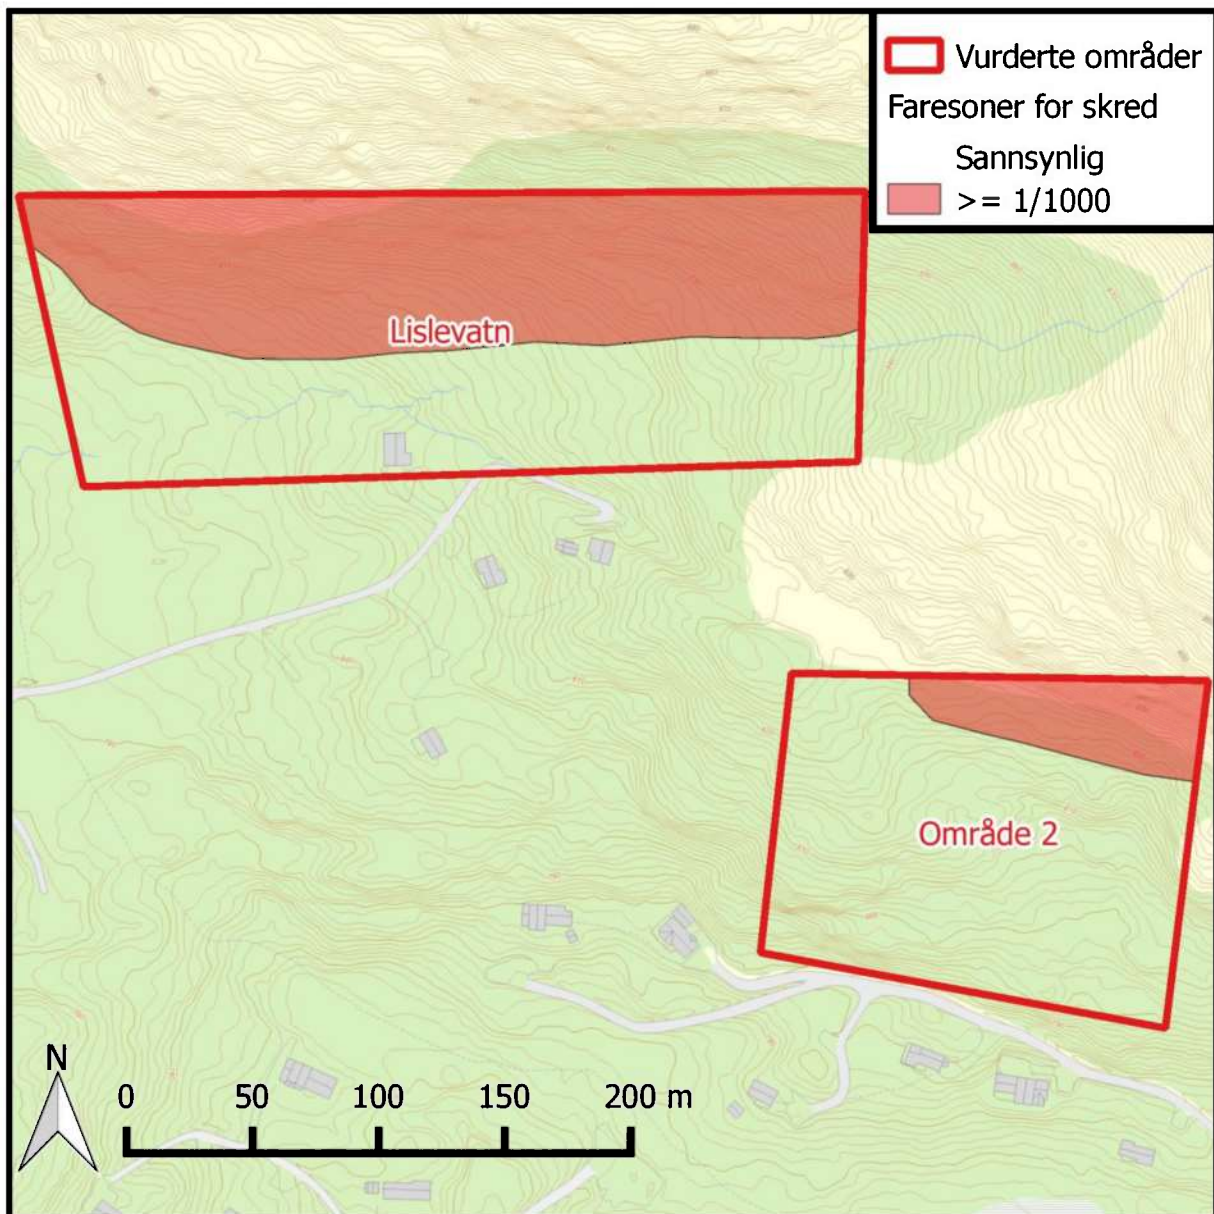 Vurderte områder
Faresoner for skred
Sannsynlig
>= 1/1000
Lislevatn
Område 2
N
0 50 100 150 200 m